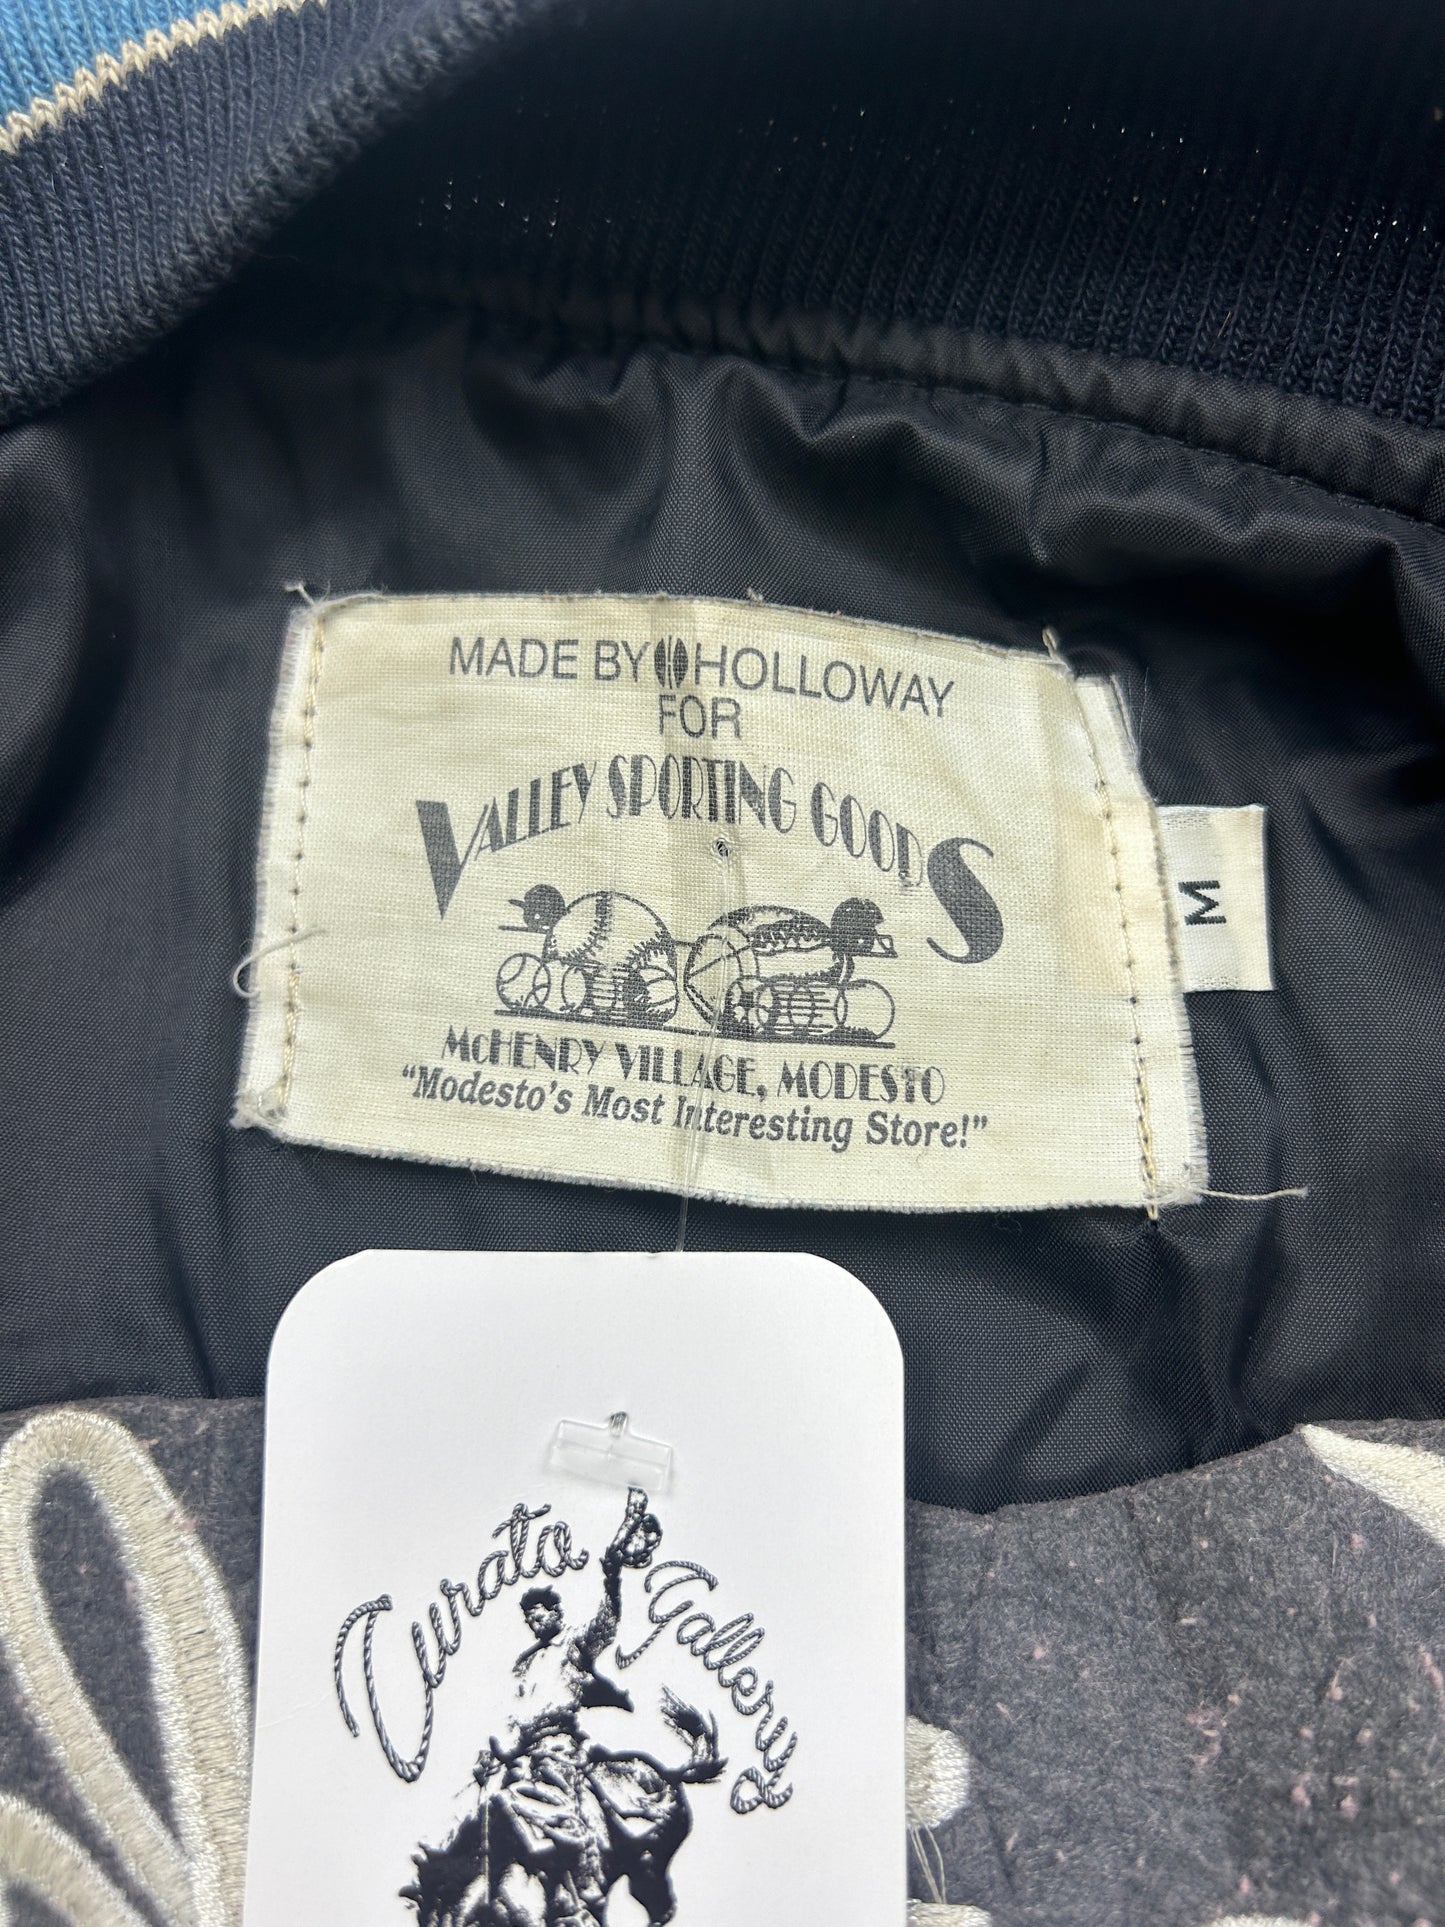 MADE BY HOLLOWAY
FOR
VALLEY SPORTING GOODS
M
McHENRY VILLAGE, MODESTO
"Modesto's Most Interesting Store!"
Curato Gallery